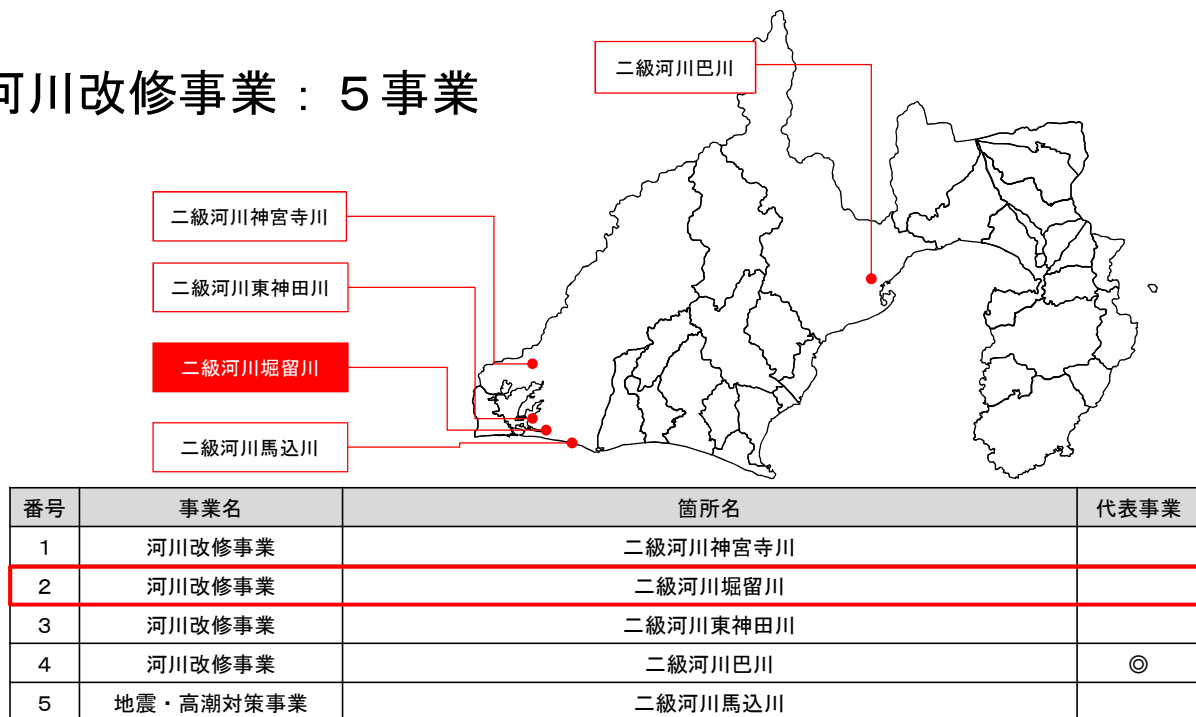 河川改修事業：５事業
二級河川巴川
二級河川神宮寺川
二級河川東神田川
二級河川堀留川
二級河川馬込川
番号 事業名 箇所名 代表事業
1 河川改修事業 二級河川神宮寺川
2 河川改修事業 二級河川堀留川
3 河川改修事業 二級河川東神田川
4 河川改修事業 二級河川巴川 ◎
5 地震・高潮対策事業 二級河川馬込川